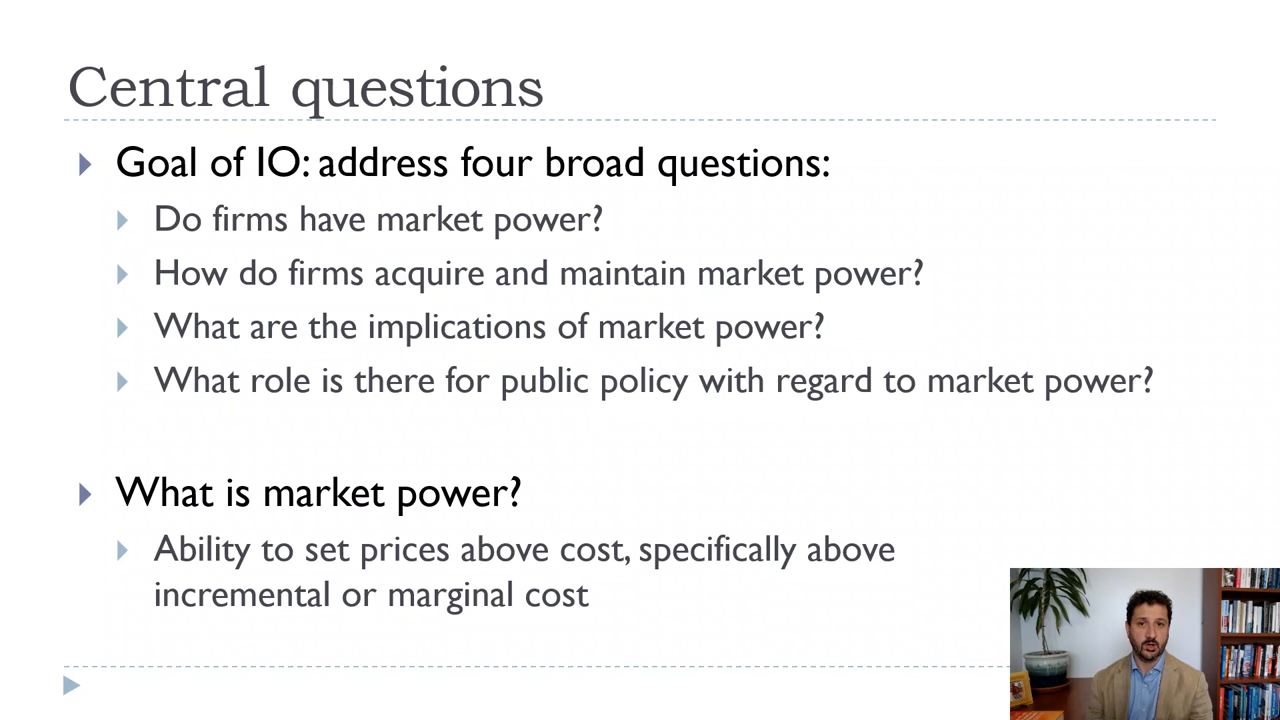 Central questions
Goal of IO: address four broad questions:
Do firms have market power?
How do firms acquire and maintain market power?
What are the implications of market power?
What role is there for public policy with regard to market power?
What is market power?
Ability to set prices above cost, specifically above
incremental or marginal cost